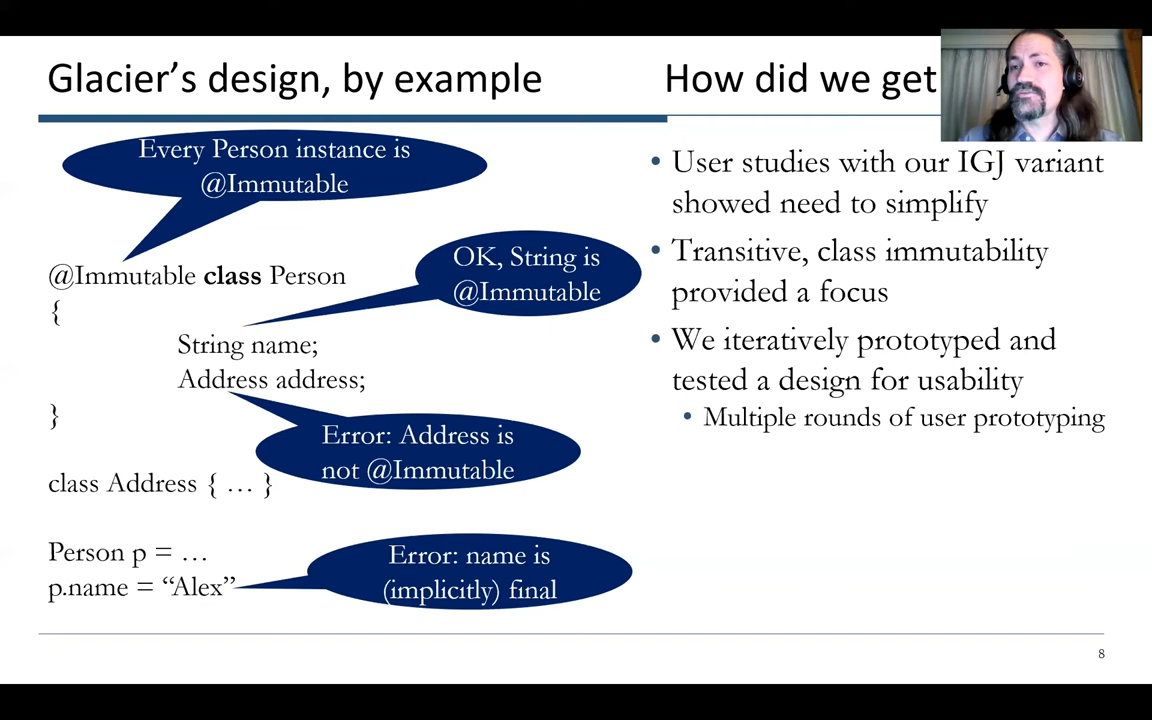 Glacier’s design, by example
Every Person instance is
@Immutable
@Immutable class Person
{
OK, String is
@Immutable
String name;
Address address;
}
Error: Address is
not @Immutable
class Address { … }
Person p = …
p.name = “Alex”
Error: name is
(implicitly) final
How did we get
• User studies with our IGJ variant
showed need to simplify
• Transitive, class immutability
provided a focus
• We iteratively prototyped and
tested a design for usability
• Multiple rounds of user prototyping
8